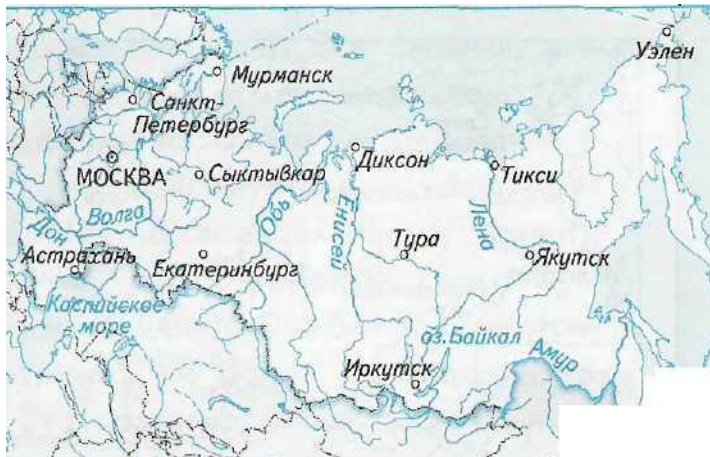 Уэлен
Мурманск
Санкт-
Петербург
Диксон
МОСКВА
Сыктывкар
Тикси
Обь
Енисей
Лена
Волга
Дон
Тура
Астрахань
Екатеринбург
Якутск
Каспийское
море
оз.Байкал
Амур
Иркутск